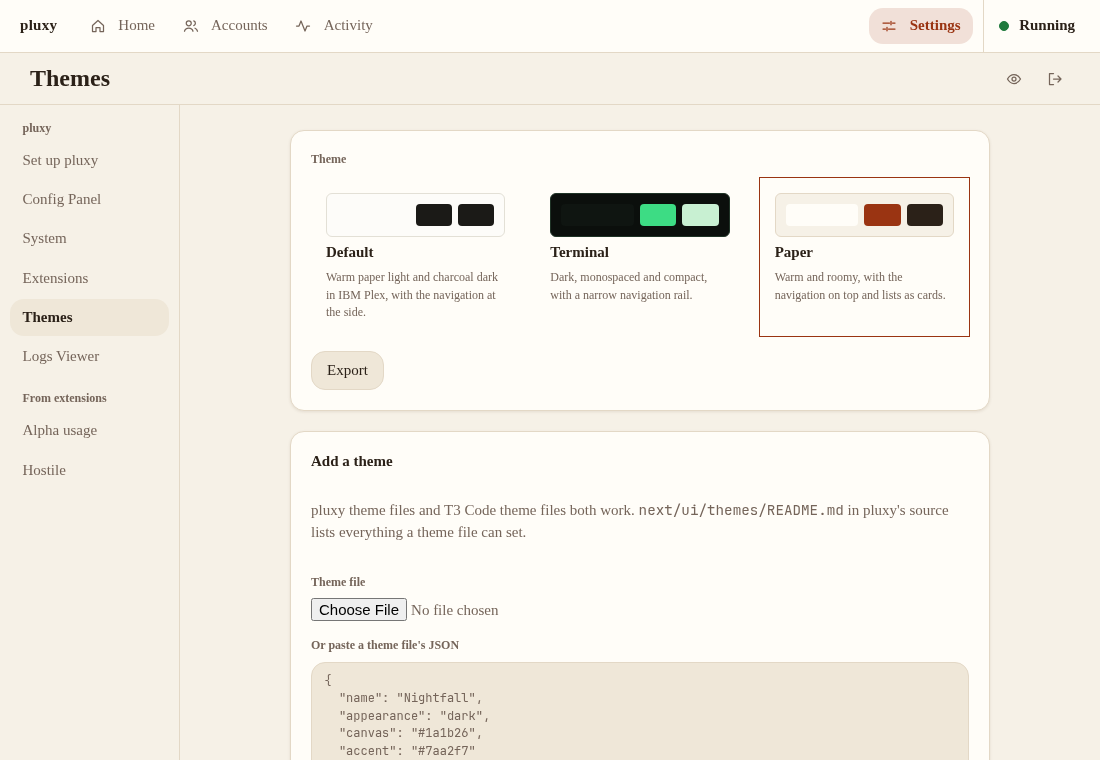 pluxy
Home
Accounts
Activity
Settings
Running
Themes
pluxy
Set up pluxy
Config Panel
System
Extensions
Themes
Logs Viewer
From extensions
Alpha usage
Hostile
Theme
Default
Warm paper light and charcoal dark
in IBM Plex, with the navigation at
the side.
Terminal
Dark, monospaced and compact,
with a narrow navigation rail.
Paper
Warm and roomy, with the
navigation on top and lists as cards.
Export
Add a theme
pluxy theme files and T3 Code theme files both work. next/ui/themes/README.md in pluxy's source
lists everything a theme file can set.
Theme file
Choose File No file chosen
Or paste a theme file's JSON
{
"name": "Nightfall",
"appearance": "dark",
"canvas": "#1a1b26",
"accent": "#7aa2f7"